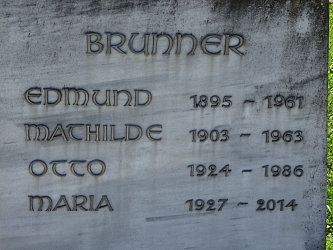 BRUNNER
EDMUND 1895 - 1961
MATHILDE 1903 - 1963
OTTO 1924 - 1986
MARIA 1927 - 2014